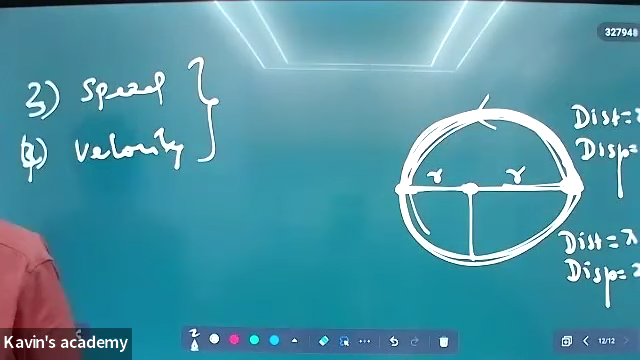 327948
3) Speed
4) Velocity
r r
Dist=
Disp=
Dist=
Disp=
Kavin's academy
12/12